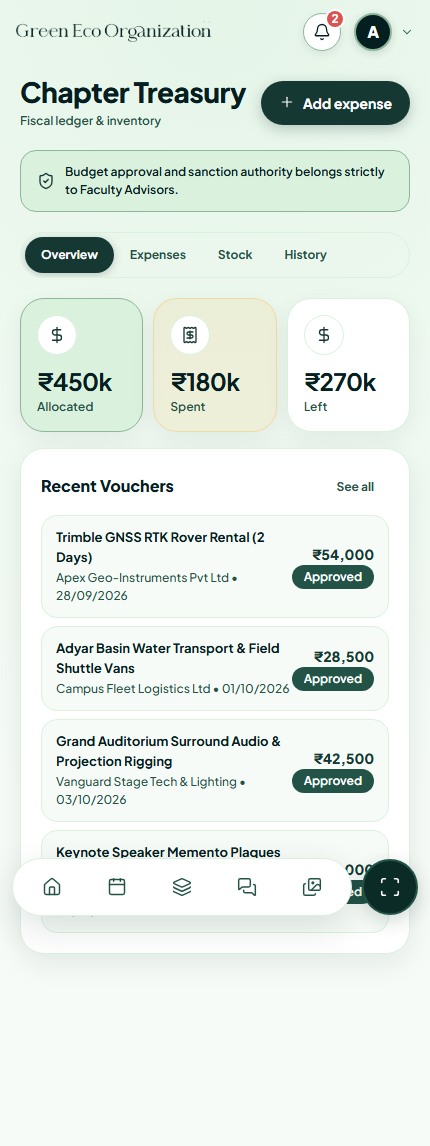 Green Eco Organization
2
A
Chapter Treasury
Fiscal ledger & inventory
+ Add expense
Budget approval and sanction authority belongs strictly
to Faculty Advisors.
Overview
Expenses
Stock
History
₹450k
Allocated
₹180k
Spent
₹270k
Left
Recent Vouchers
See all
Trimble GNSS RTK Rover Rental (2
Days)
Apex Geo-Instruments Pvt Ltd •
28/09/2026
₹54,000
Approved
Adyar Basin Water Transport & Field
Shuttle Vans
Campus Fleet Logistics Ltd • 01/10/2026
₹28,500
Approved
Grand Auditorium Surround Audio &
Projection Rigging
Vanguard Stage Tech & Lighting •
03/10/2026
₹42,500
Approved
Keynote Speaker Memento Plaques